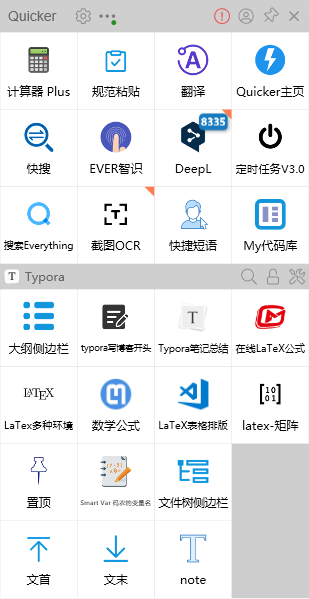 Quicker
计算器 Plus
规范粘贴
翻译
Quicker主页
快搜
EVER智识
8335
DeepL
定时任务V3.0
搜索Everything
截图OCR
快捷短语
My代码库
T Typora
大纲侧边栏
typora写博客开头
T
Typora笔记总结
在线LaTeX公式
LATEX
LaTex多种环境
数学公式
LaTeX表格排版
10
01
latex-矩阵
置顶
Smart Var 码农的变量名
文件树侧边栏
文首
文末
note